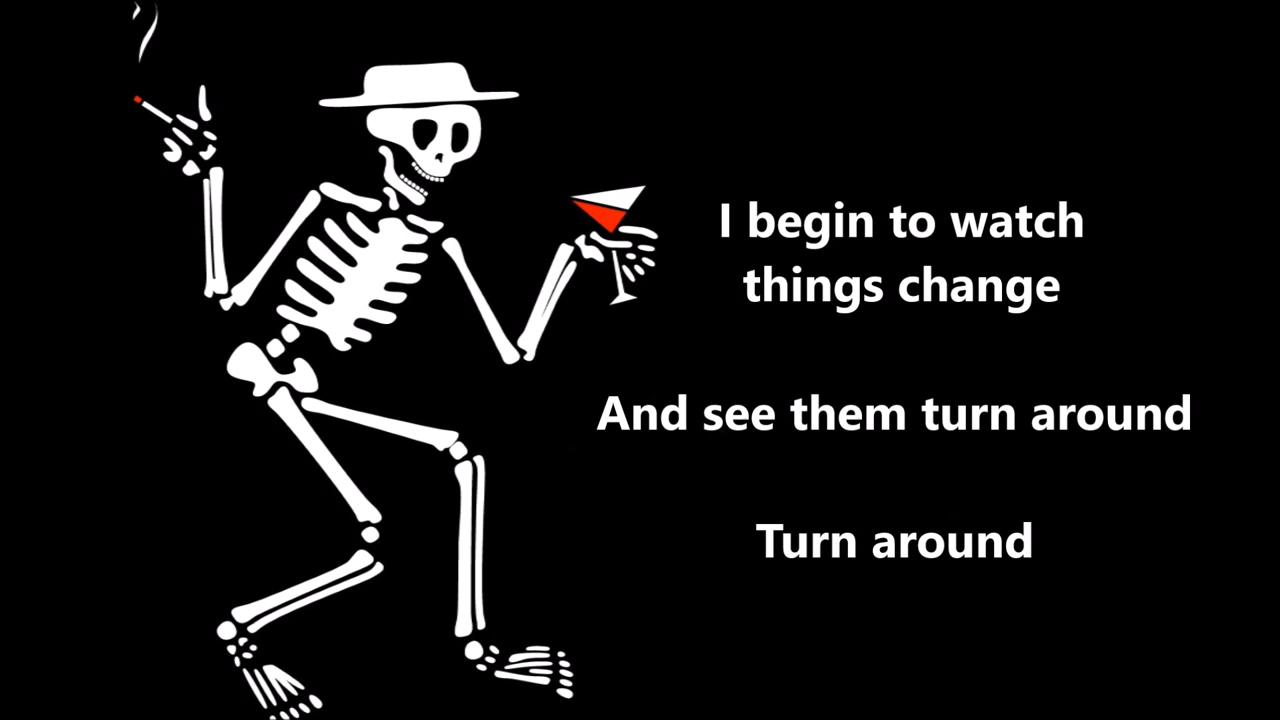 I begin to watch
things change
And see them turn around
Turn around